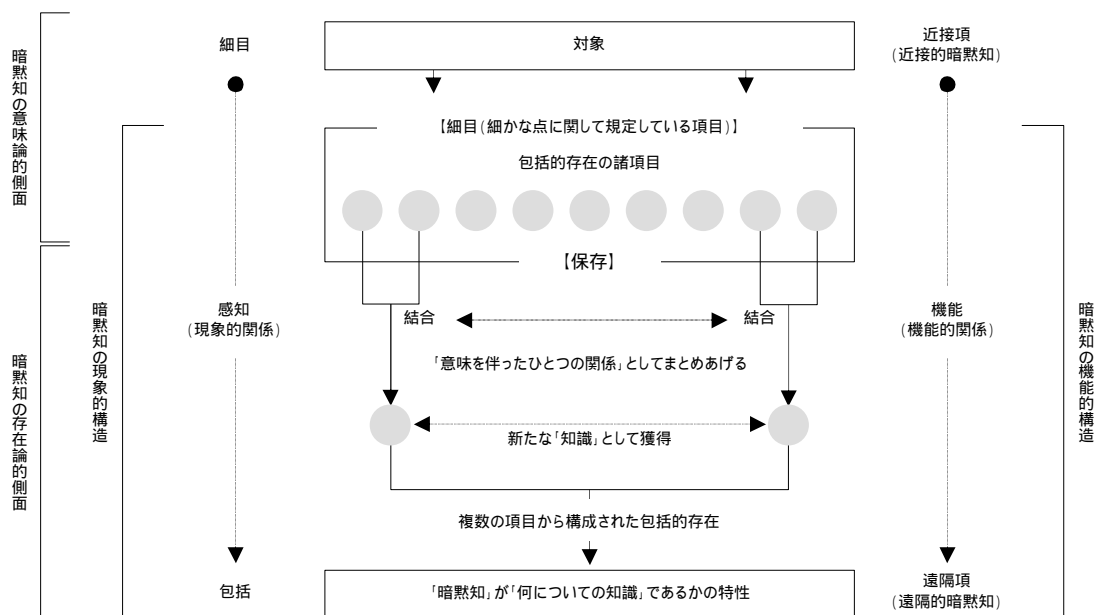 細目
対象
近接項
(近接的暗黙知)
暗黙知の意味論的側面
【細目(細かな点に関して規定している項目)】
包括的存在の諸項目
【保存】
感知
(現象的関係)
結合
結合
機能
(機能的関係)
暗黙知の現象的構造
暗黙知の機能的構造
暗黙知の存在論的側面
「意味を伴ったひとつの関係」としてまとめあげる
新たな「知識」として獲得
複数の項目から構成された包括的存在
包括
「暗黙知」が「何についての知識」であるかの特性
遠隔項
(遠隔的暗黙知)